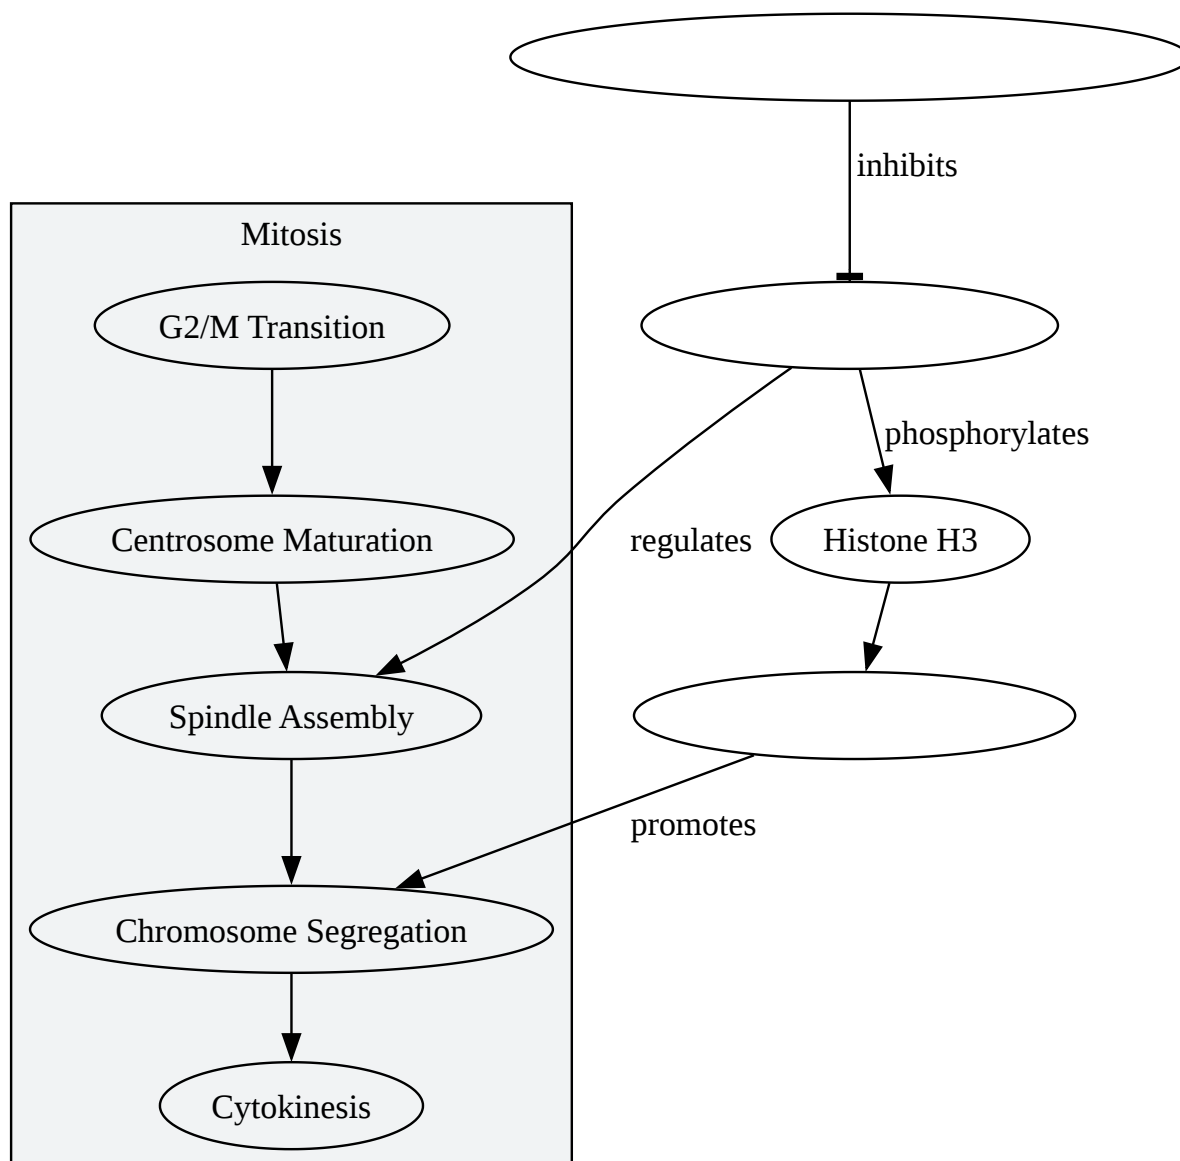 inhibits
Mitosis
G2/M Transition
phosphorylates
Centrosome Maturation
regulates
Histone H3
Spindle Assembly
promotes
Chromosome Segregation
Cytokinesis